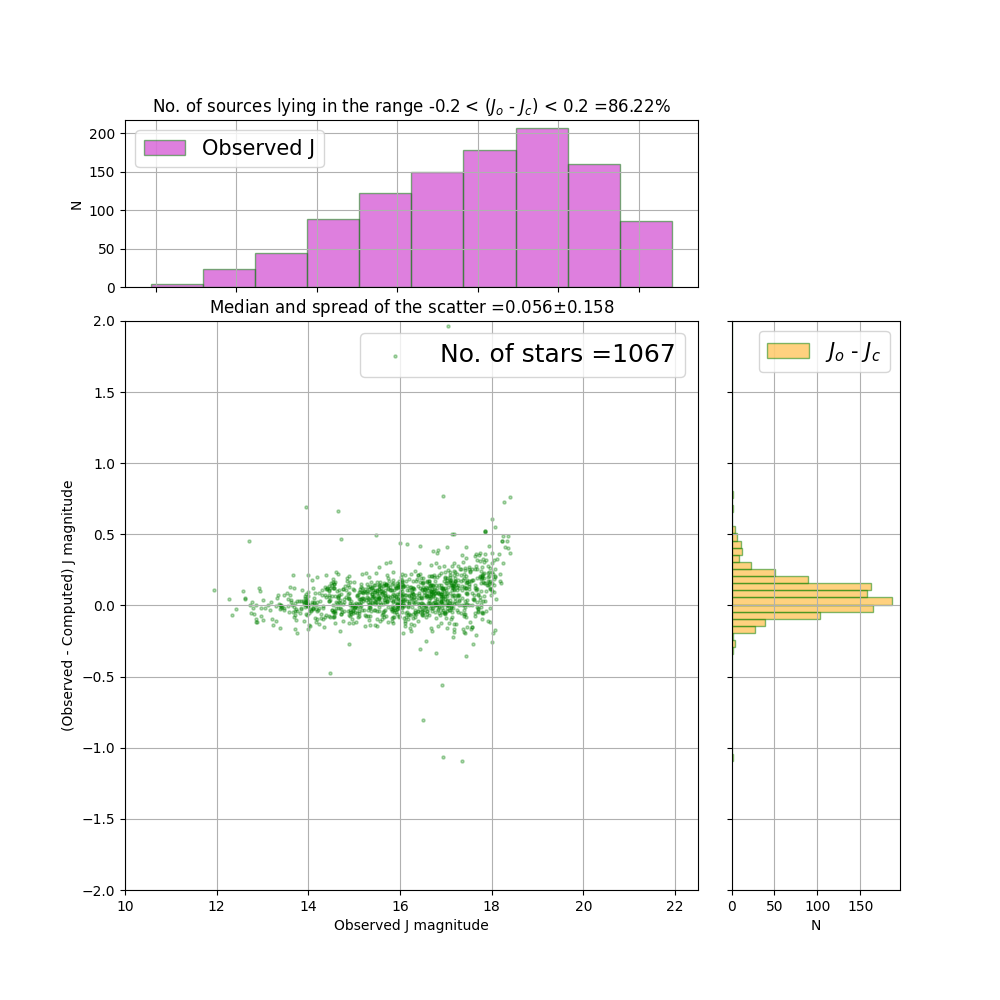 No. of sources lying in the range -0.2 < (J_o - J_c) < 0.2 =86.22%
200
150
100
50
0
N
Observed J
Median and spread of the scatter =0.056±0.158
2.0
1.5
1.0
0.5
0.0
−0.5
−1.0
−1.5
−2.0
(Observed - Computed) J magnitude
No. of stars =1067
10 12 14 16 18 20 22
Observed J magnitude
J_o - J_c
0 50 100 150
N